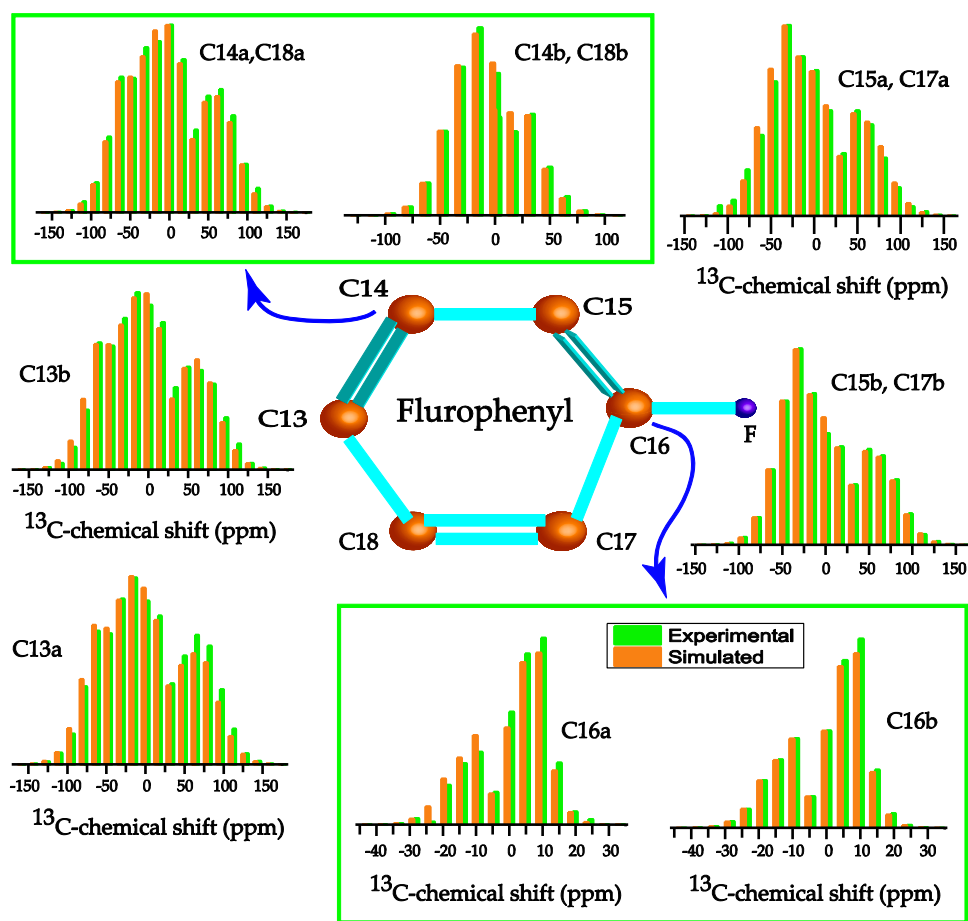 C14a,C18a
-150 -100 -50 0 50 100 150
C14b, C18b
-100 -50 0 50 100
C15a, C17a
-150 -100 -50 0 50 100 150
13C-chemical shift (ppm)
C13b
-150 -100 -50 0 50 100 150
13C-chemical shift (ppm)
C14
C15
C13
Flurophenyl
C16
F
C18
C17
C15b, C17b
-150 -100 -50 0 50 100 150
C13a
-150 -100 -50 0 50 100 150
13C-chemical shift (ppm)
Experimental
Simulated
C16a
-40 -30 -20 -10 0 10 20 30
13C-chemical shift (ppm)
C16b
-40 -30 -20 -10 0 10 20 30
13C-chemical shift (ppm)